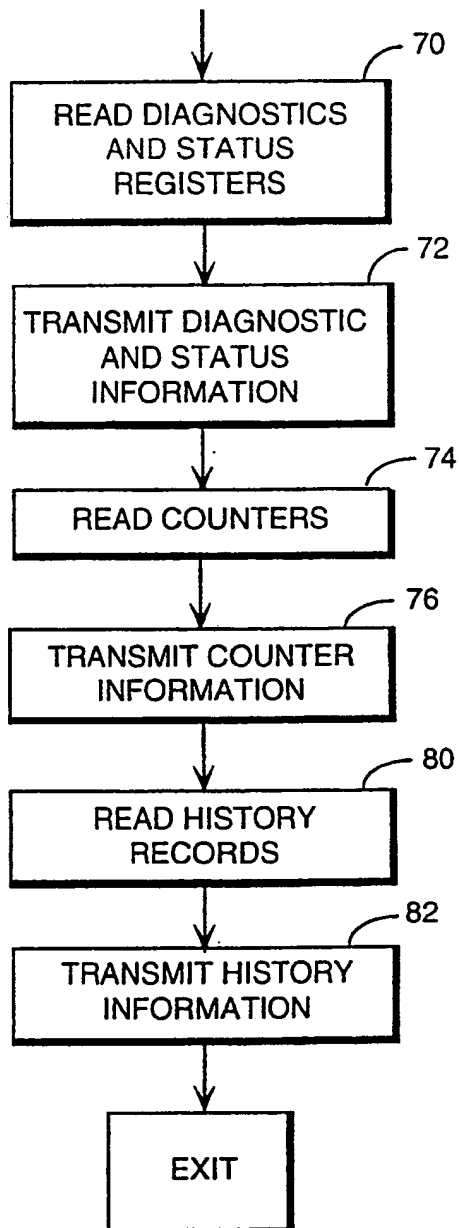 70
READ DIAGNOSTICS
AND STATUS
REGISTERS
72
TRANSMIT DIAGNOSTIC
AND STATUS
INFORMATION
74
READ COUNTERS
76
TRANSMIT COUNTER
INFORMATION
80
READ HISTORY
RECORDS
82
TRANSMIT HISTORY
INFORMATION
EXIT